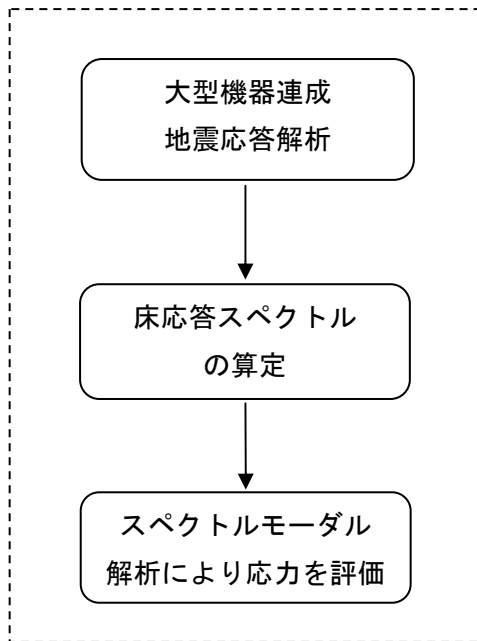 大型機器連成
地震応答解析
床応答スペクトル
の算定
スペクトルモーダル
解析により応力を評価